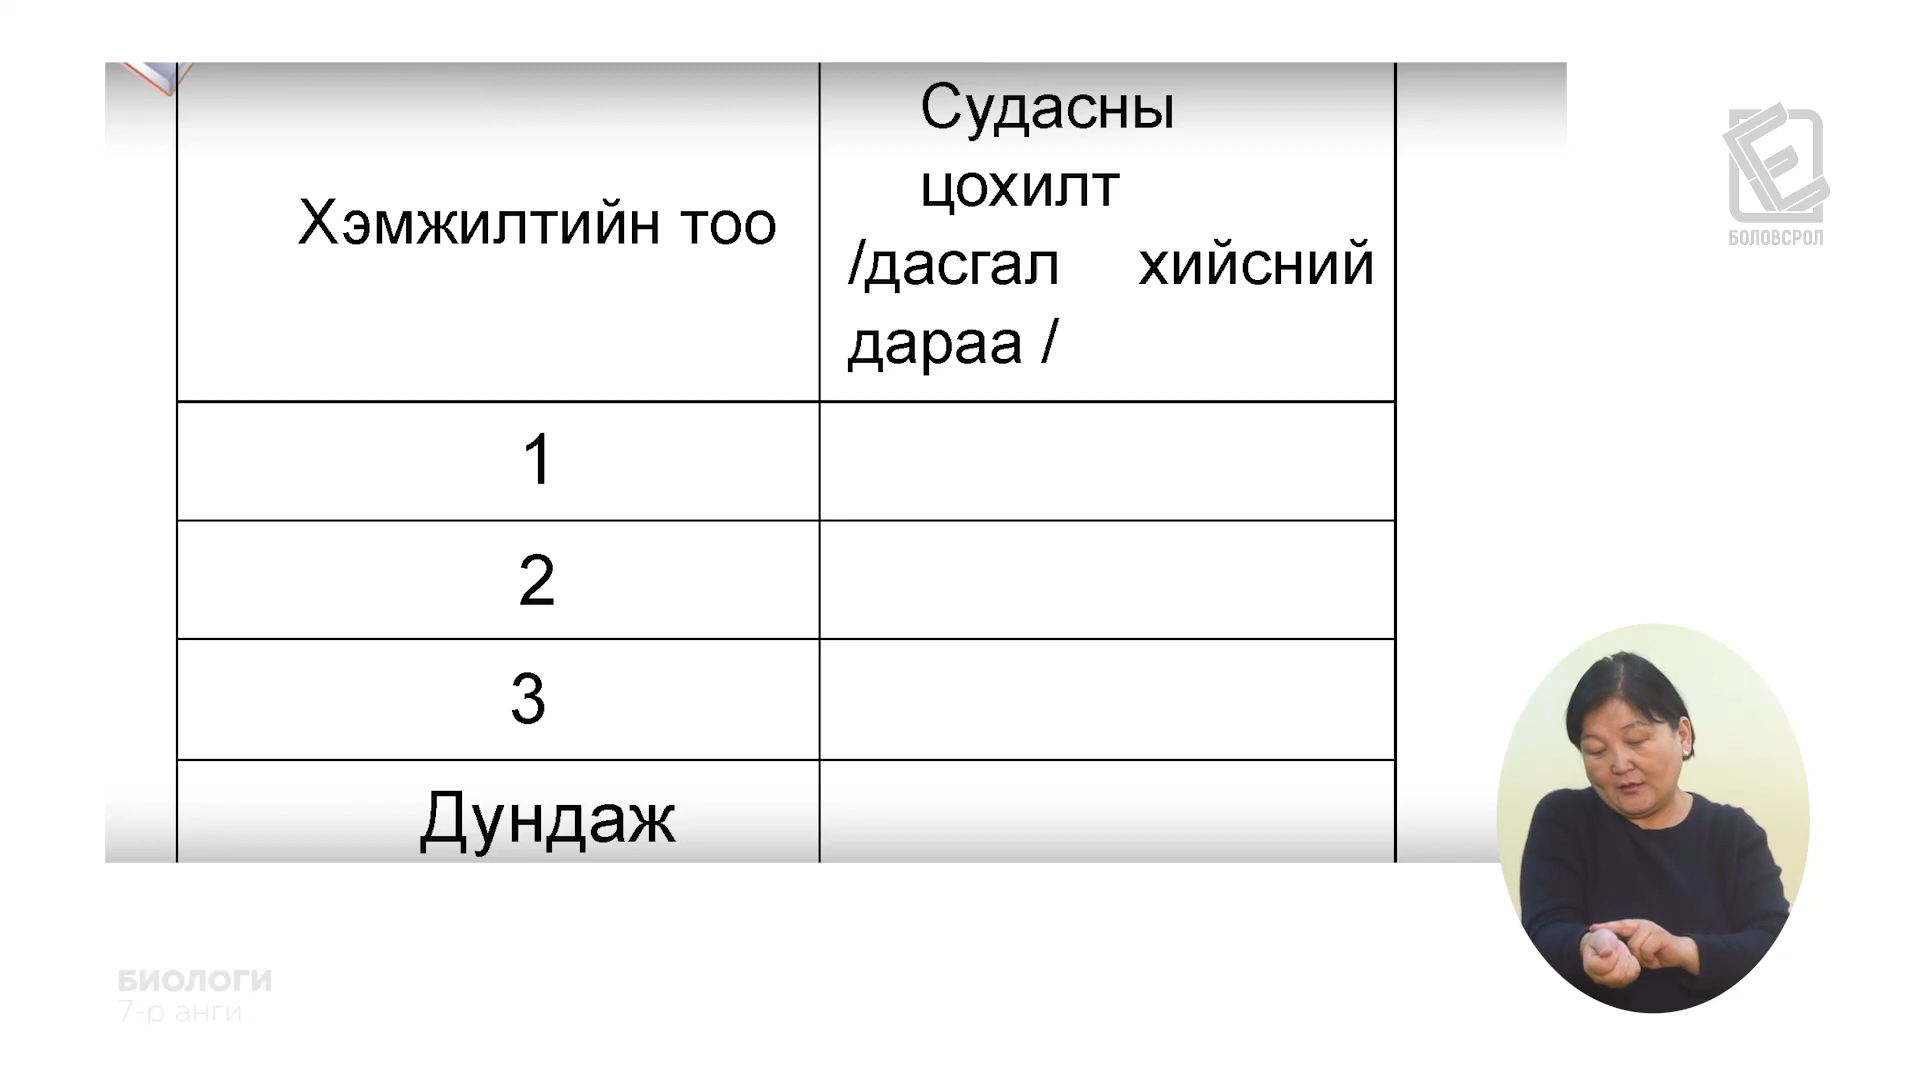 Хэмжилтийн тоо
Судасны
цохилт
/дасгал хийсний
дараа /
1
2
3
Дундаж
БОЛОВСРОЛ
БИОЛОГИ
7-р анги